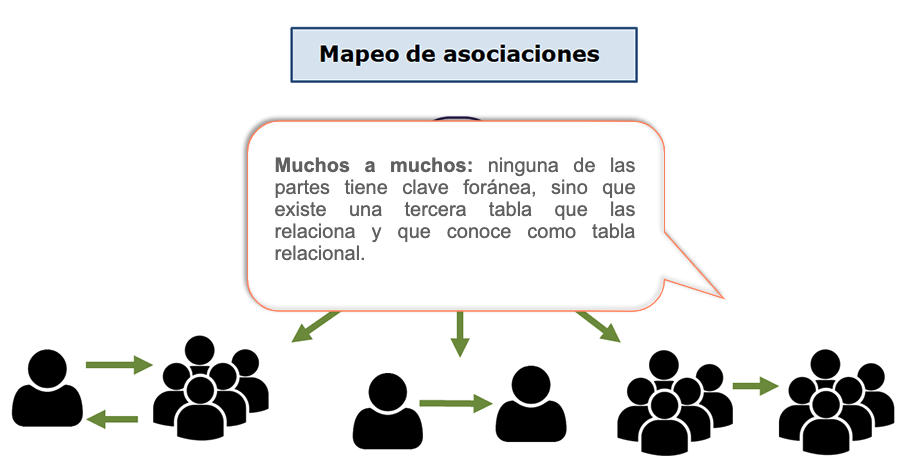 Mapeo de asociaciones
Muchos a muchos: ninguna de las
partes tiene clave foránea, sino que
existe una tercera tabla que las
relaciona y que conoce como tabla
relacional.